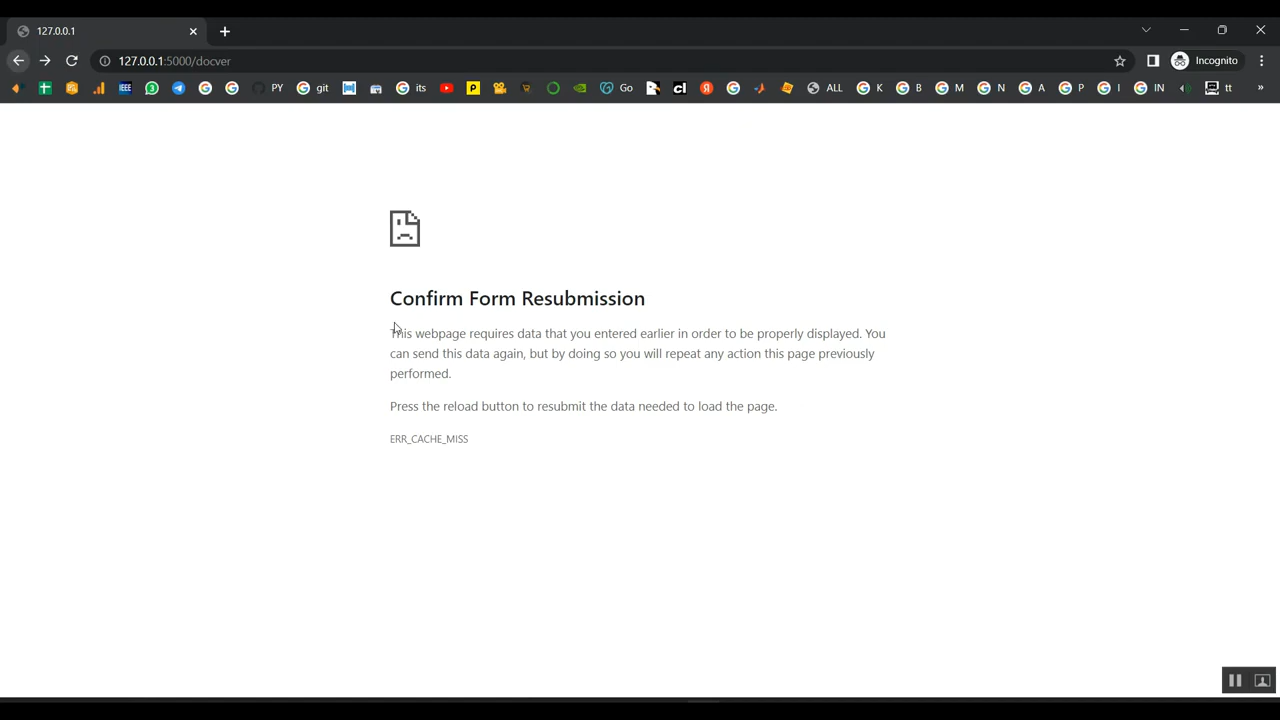 127.0.0.1
127.0.0.1:5000/docver
Incognito
IEEE 3 PY git its P Go cl Я ALL K B M N A P I IN tt »
Confirm Form Resubmission
This webpage requires data that you entered earlier in order to be properly displayed. You
can send this data again, but by doing so you will repeat any action this page previously
performed.
Press the reload button to resubmit the data needed to load the page.
ERR_CACHE_MISS